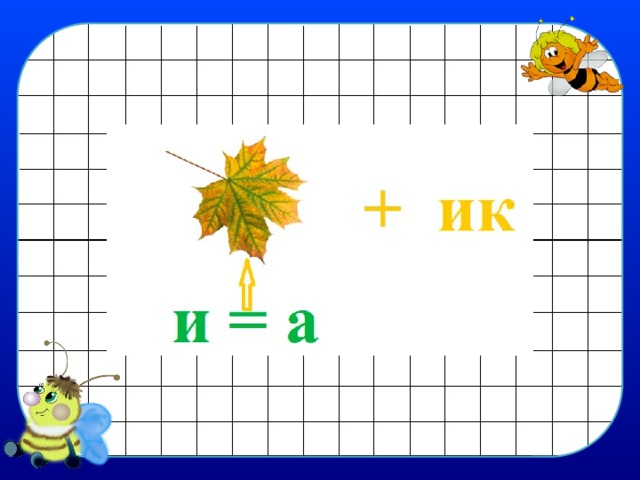 + ик
и = а